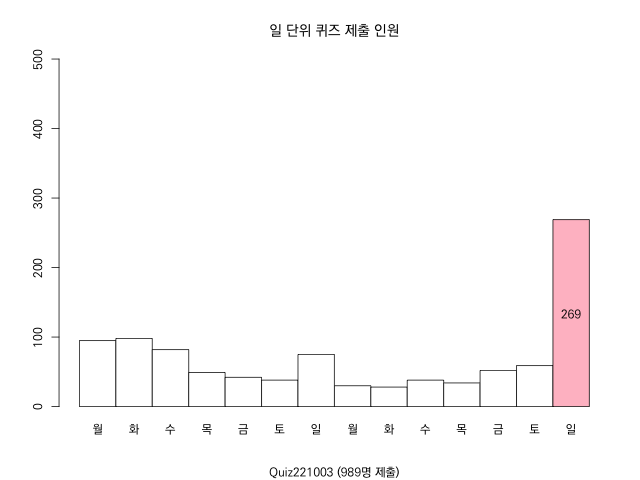 일 단위 퀴즈 제출 인원
500
400
300
200
100
0
269
월 화 수 목 금 토 일 월 화 수 목 금 토 일
Quiz221003 (989명 제출)